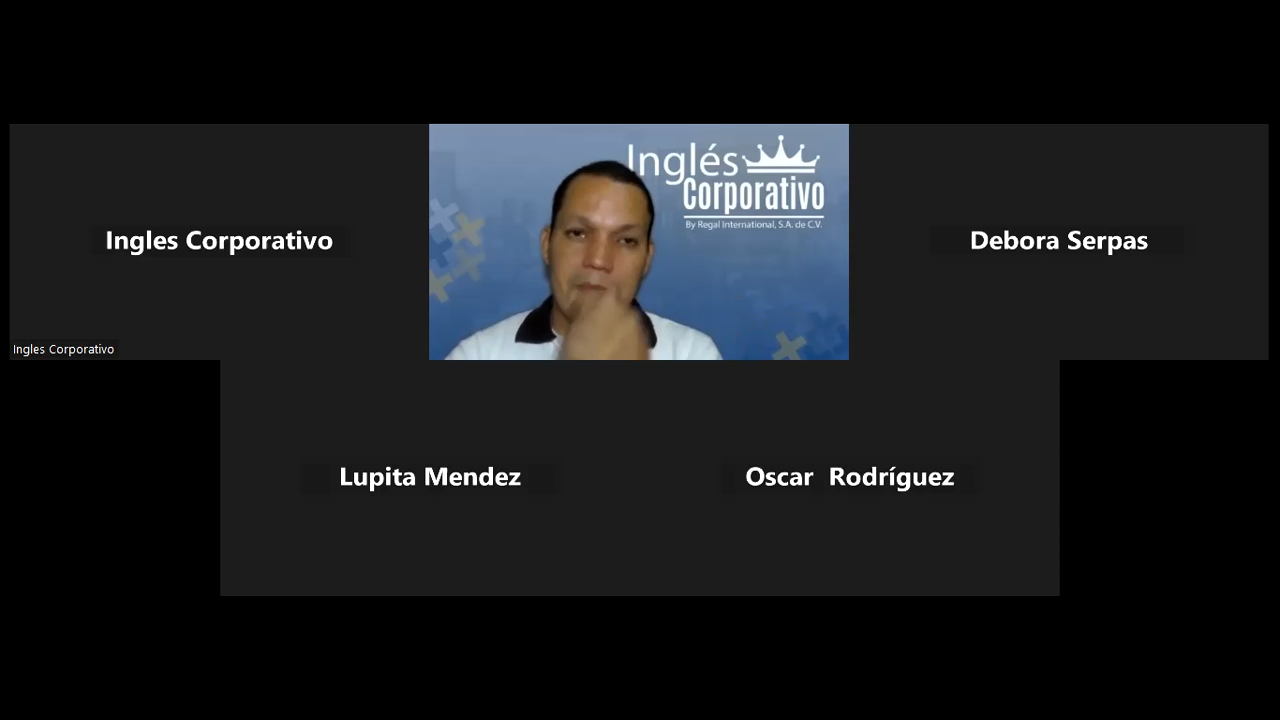 Ingles Corporativo
Inglés
Corporativo
By Regal International, S.A. de C.V.
Debora Serpas
Ingles Corporativo
Lupita Mendez
Oscar Rodríguez